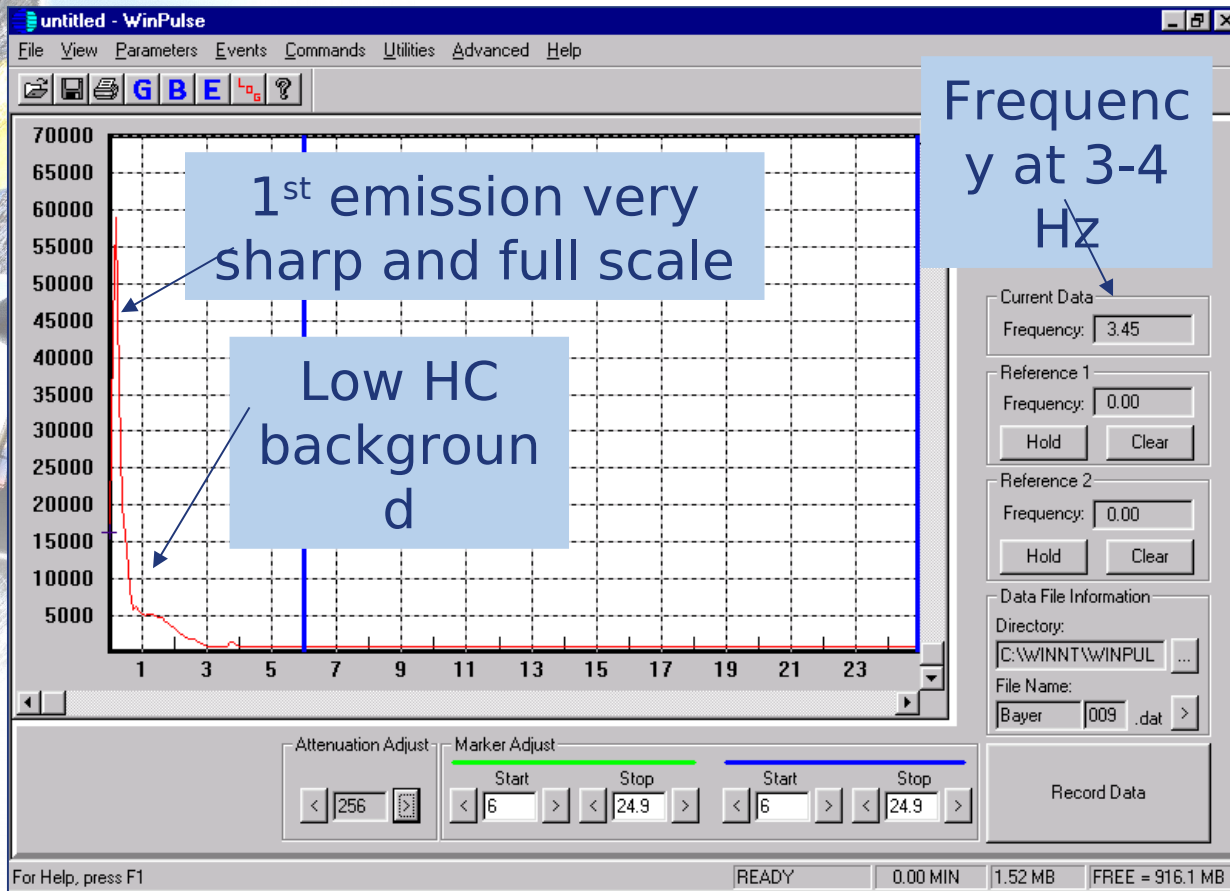 untitled - WinPulse
File View Parameters Events Commands Utilities Advanced Help
G B E LOG ?
Frequenc
y at 3-4
Hz
1st emission very
sharp and full scale
Low HC
backgroun
d
70000
65000
60000
55000
50000
45000
40000
35000
30000
25000
20000
15000
10000
5000
1 3 5 7 9 11 13 15 17 19 21 23
Current Data
Frequency: 3.45
Reference 1
Frequency: 0.00
Hold Clear
Reference 2
Frequency: 0.00
Hold Clear
Data File Information
Directory:
C:\WINNT\WINPUL ...
File Name:
Bayer 009 .dat >
Attenuation Adjust
< 256 >
Marker Adjust
Start Stop Start Stop
< 6 > < 24.9 > < 6 > < 24.9 >
Record Data
For Help, press F1 READY 0.00 MIN 1.52 MB FREE = 916.1 MB